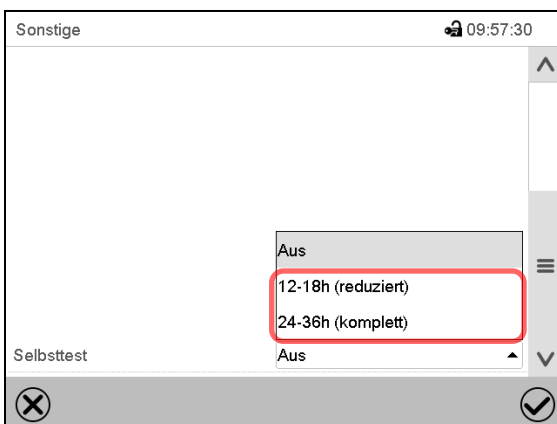 Sonstige 09:57:30
Aus
12-18h (reduziert)
24-36h (komplett)
Selbsttest Aus